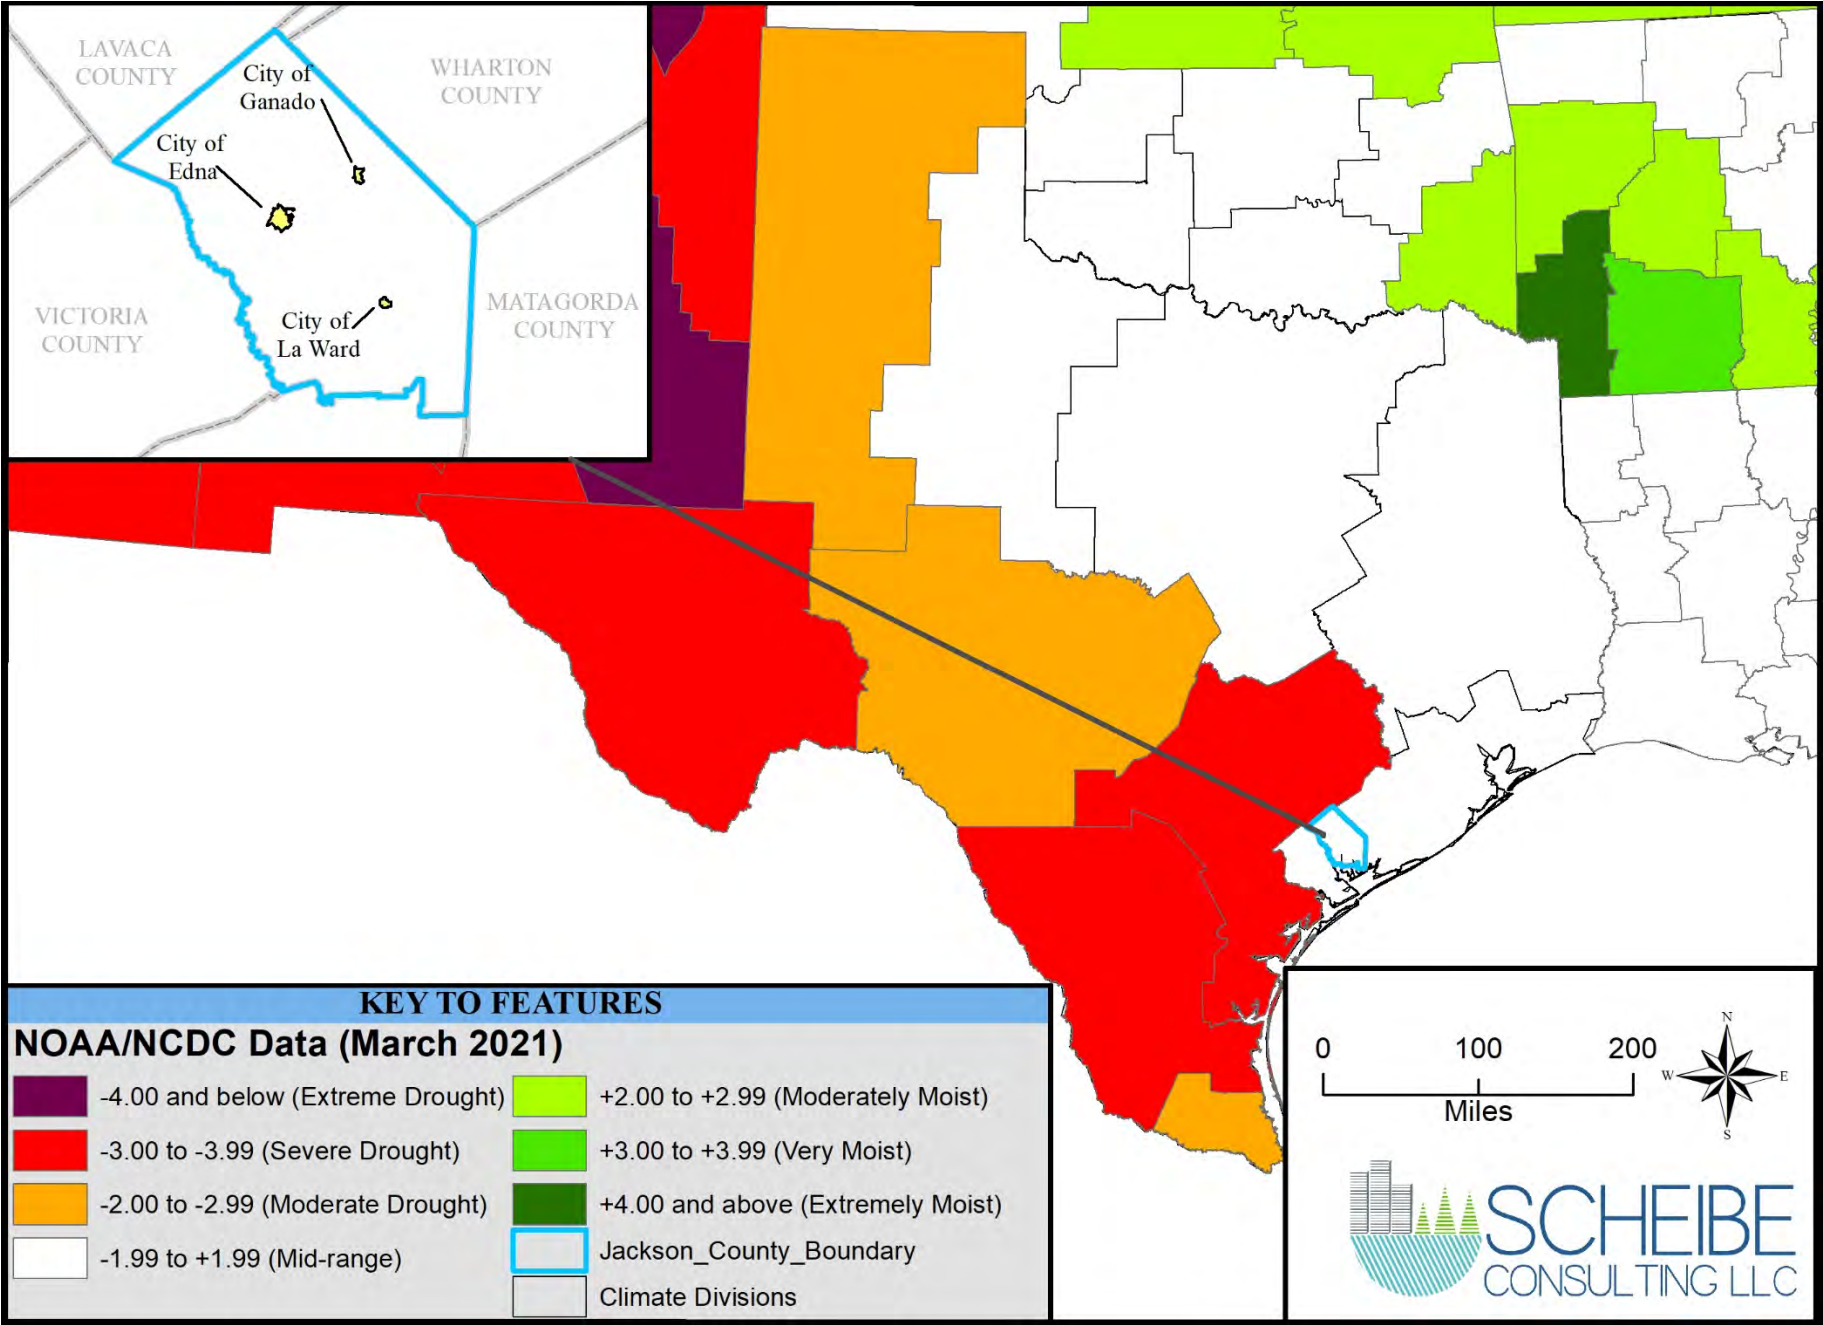 LAVACA
COUNTY
City of
Ganado
WHARTON
COUNTY
City of
Edna
VICTORIA
COUNTY
City of
La Ward
MATAGORDA
COUNTY
KEY TO FEATURES
NOAA/NCDC Data (March 2021)
-4.00 and below (Extreme Drought)
-3.00 to -3.99 (Severe Drought)
-2.00 to -2.99 (Moderate Drought)
-1.99 to +1.99 (Mid-range)
+2.00 to +2.99 (Moderately Moist)
+3.00 to +3.99 (Very Moist)
+4.00 and above (Extremely Moist)
Jackson_County_Boundary
Climate Divisions
0 100 200
Miles
N
W E
S
SCHEIBE
CONSULTING LLC